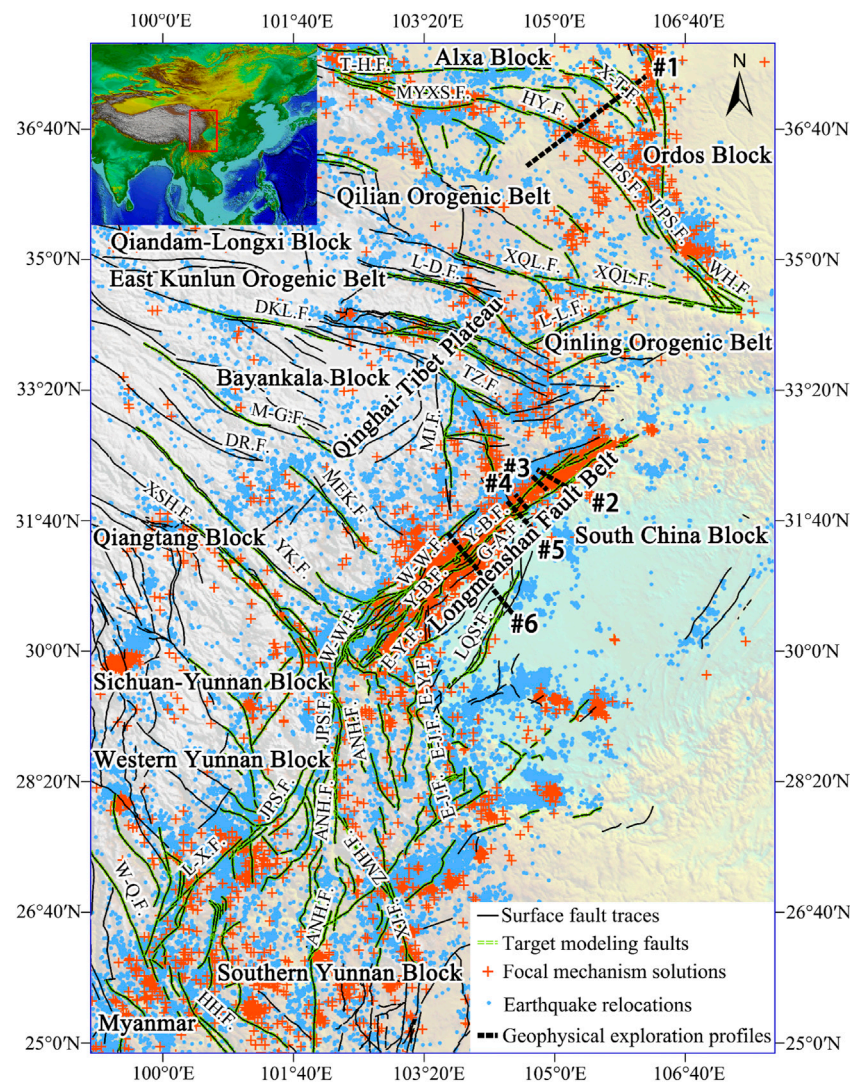 100°0′E 101°40′E 103°20′E 105°0′E 106°40′E
Alxa Block
T-H.F.
X-T.F.
#1
N
MYXS.F.
HY.F.
36°40′N 36°40′N
LPS.F.
Ordos Block
Qilian Orogenic Belt
LPS.F.
Qiandam-Longxi Block
35°0′N 35°0′N
XQL.F.
XQL.F.
WH.F.
L-D.F.
East Kunlun Orogenic Belt
DKL.F.
L-L.F.
Qinling Orogenic Belt
Qinghai-Tibet Plateau
Bayankala Block
TZ.F.
33°20′N 33°20′N
M-G.F.
DR.F.
MJ.F.
#3
#4
#2
MEK.F.
XSH.F.
Longmenshan Fault Belt
31°40′N 31°40′N
Qiangtang Block
Y-B.F.
G-A.F.
South China Block
#5
YK.F.
W-W.F.
Y-B.F.
#6
LQS.F.
W-W.F.
E-Y.F.
30°0′N 30°0′N
Sichuan-Yunnan Block
E-Y.F.
JPS.F.
ANH.F.
E-J.F.
Western Yunnan Block
28°20′N 28°20′N
JPS.F.
E-J.F.
ANH.F.
L-X.F.
ZMH-F.
W-Q.F.
26°40′N 26°40′N
ANH.F.
XJ.F.
Surface fault traces
Target modeling faults
Southern Yunnan Block
Focal mechanism solutions
HH.F.
Earthquake relocations
Myanmar
Geophysical exploration profiles
25°0′N 25°0′N
100°0′E 101°40′E 103°20′E 105°0′E 106°40′E